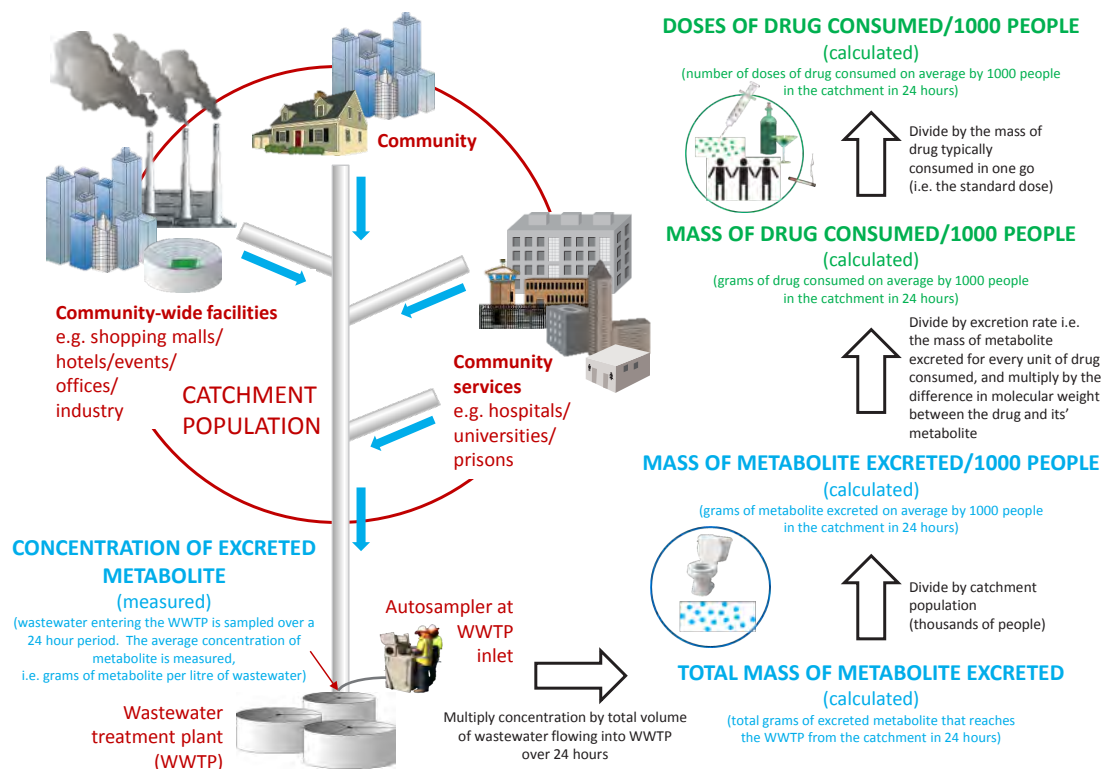 Community
Community-wide facilities
e.g. shopping malls/
hotels/events/
offices/
industry
CATCHMENT
POPULATION
Community
services
e.g. hospitals/
universities/
prisons
CONCENTRATION OF EXCRETED
METABOLITE
(measured)
(wastewater entering the WWTP is sampled over a
24 hour period.  The average concentration of
metabolite is measured,
i.e. grams of metabolite per litre of wastewater)
Autosampler at
WWTP
inlet
Wastewater
treatment plant
(WWTP)
Multiply concentration by total volume
of wastewater flowing into WWTP
over 24 hours
DOSES OF DRUG CONSUMED/1000 PEOPLE
(calculated)
(number of doses of drug consumed on average by 1000 people
in the catchment in 24 hours)
Divide by the mass of
drug typically
consumed in one go
(i.e. the standard dose)
MASS OF DRUG CONSUMED/1000 PEOPLE
(calculated)
(grams of drug consumed on average by 1000 people
in the catchment in 24 hours)
Divide by excretion rate i.e.
the mass of metabolite
excreted for every unit of drug
consumed, and multiply by the
difference in molecular weight
between the drug and its'
metabolite
MASS OF METABOLITE EXCRETED/1000 PEOPLE
(calculated)
(grams of metabolite excreted on average by 1000 people
in the catchment in 24 hours)
Divide by catchment
population
(thousands of people)
TOTAL MASS OF METABOLITE EXCRETED
(calculated)
(total grams of excreted metabolite that reaches
the WWTP from the catchment in 24 hours)